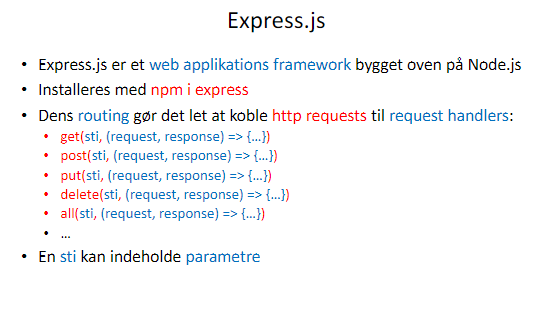 Express.js
• Express.js er et web applikations framework bygget oven på Node.js
• Installeres med npm i express
• Dens routing gør det let at koble http requests til request handlers:
• get(sti, (request, response) => {…})
• post(sti, (request, response) => {…})
• put(sti, (request, response) => {…})
• delete(sti, (request, response) => {…})
• all(sti, (request, response) => {…})
• …
• En sti kan indeholde parametre